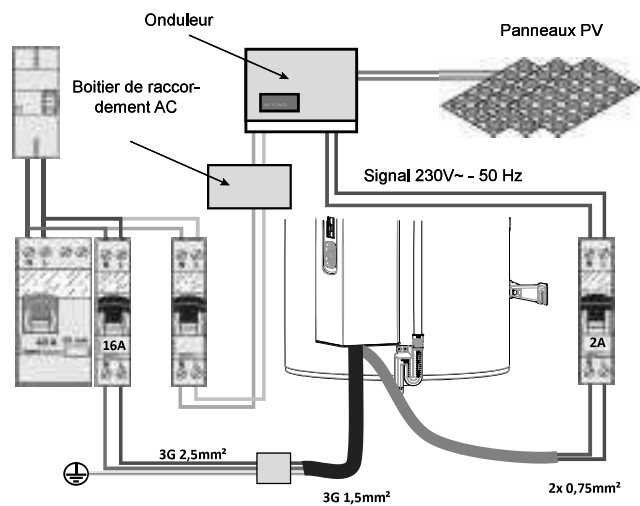 Onduleur
Panneaux PV
Boitier de raccor-
dement AC
Signal 230V~ - 50 Hz
N L
16A
2A
40 A
3G 2,5mm²
3G 1,5mm²
2x 0,75mm²